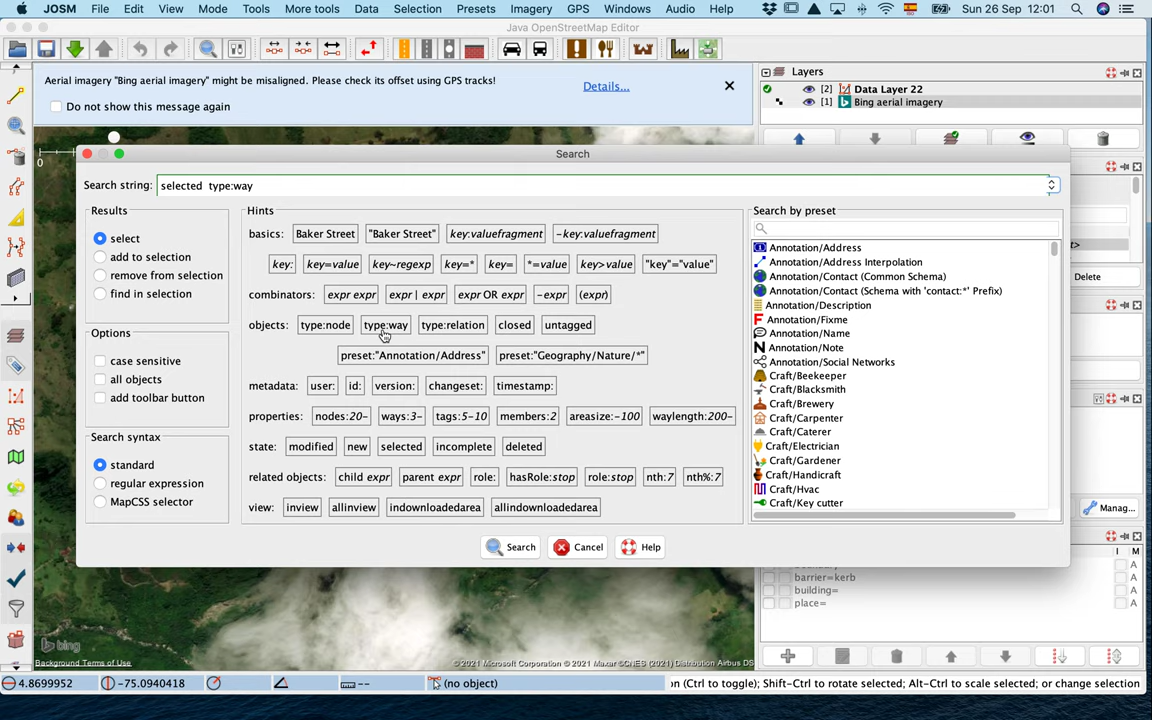 JOSM File Edit View Mode Tools More tools Data Selection Presets Imagery GPS Windows Audio Help Sun 26 Sep 12:01
Java OpenStreetMap Editor
Aerial imagery "Bing aerial imagery" might be misaligned. Please check its offset using GPS tracks!
Details...
Do not show this message again
Layers
[2] Data Layer 22
[1] Bing aerial imagery
0
Search
Search string: selected type:way
Results
select
add to selection
remove from selection
find in selection
Options
case sensitive
all objects
add toolbar button
Search syntax
standard
regular expression
MapCSS selector
Hints
basics: Baker Street "Baker Street" key:valuefragment -key:valuefragment
key: key=value key~regexp key=* key= *=value key>value "key"="value"
combinators: expr expr expr | expr expr OR expr -expr (expr)
objects: type:node type:way type:relation closed untagged
preset:"Annotation/Address" preset:"Geography/Nature/*"
metadata: user: id: version: changeset: timestamp:
properties: nodes:20- ways:3- tags:5-10 members:2 areasize:-100 waylength:200-
state: modified new selected incomplete deleted
related objects: child expr parent expr role: hasRole:stop role:stop nth:7 nth%:7
view: inview allinview indownloadedarea allindownloadedarea
Search by preset
Annotation/Address
Annotation/Address Interpolation
Annotation/Contact (Common Schema)
Annotation/Contact (Schema with 'contact:*' Prefix)
Annotation/Description
Annotation/Fixme
Annotation/Name
Annotation/Note
Annotation/Social Networks
Craft/Beekeeper
Craft/Blacksmith
Craft/Brewery
Craft/Carpenter
Craft/Caterer
Craft/Electrician
Craft/Gardener
Craft/Handicraft
Craft/Hvac
Craft/Key cutter
Search Cancel Help
t>
Delete
Manag...
I M
A
barrier=kerb A
building= A
place= A
bing
Background Terms of Use
© 2021 Microsoft Corporation © 2021 Maxar ©CNES (2021) Distribution Airbus DS
4.8699952 -75.0940418 -- (no object) n (Ctrl to toggle); Shift-Ctrl to rotate selected; Alt-Ctrl to scale selected; or change selection